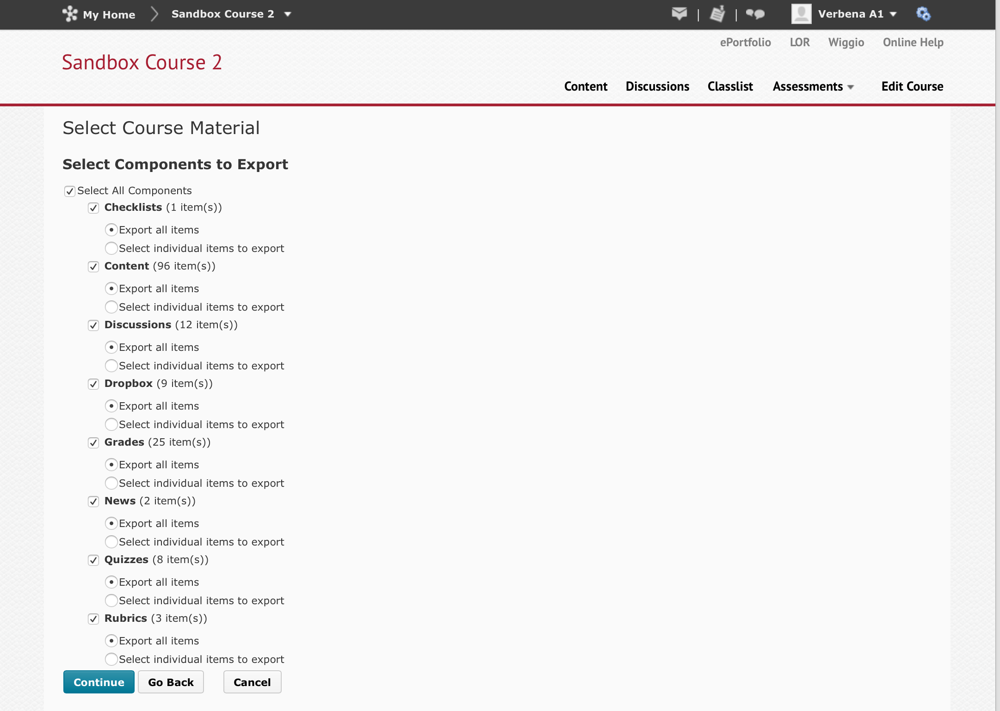 My Home Sandbox Course 2 | | Verbena A1
ePortfolio LOR Wiggio Online Help
Sandbox Course 2
Content Discussions Classlist Assessments Edit Course
Select Course Material
Select Components to Export
Select All Components
Checklists (1 item(s))
Export all items
Select individual items to export
Content (96 item(s))
Export all items
Select individual items to export
Discussions (12 item(s))
Export all items
Select individual items to export
Dropbox (9 item(s))
Export all items
Select individual items to export
Grades (25 item(s))
Export all items
Select individual items to export
News (2 item(s))
Export all items
Select individual items to export
Quizzes (8 item(s))
Export all items
Select individual items to export
Rubrics (3 item(s))
Export all items
Select individual items to export
Continue Go Back Cancel